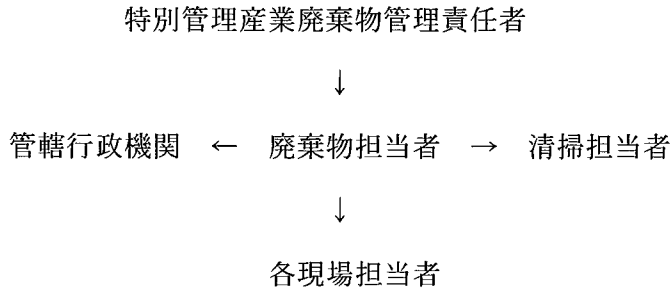 特別管理産業廃棄物管理責任者
↓
管轄行政機関 ← 廃棄物担当者 → 清掃担当者
↓
各現場担当者